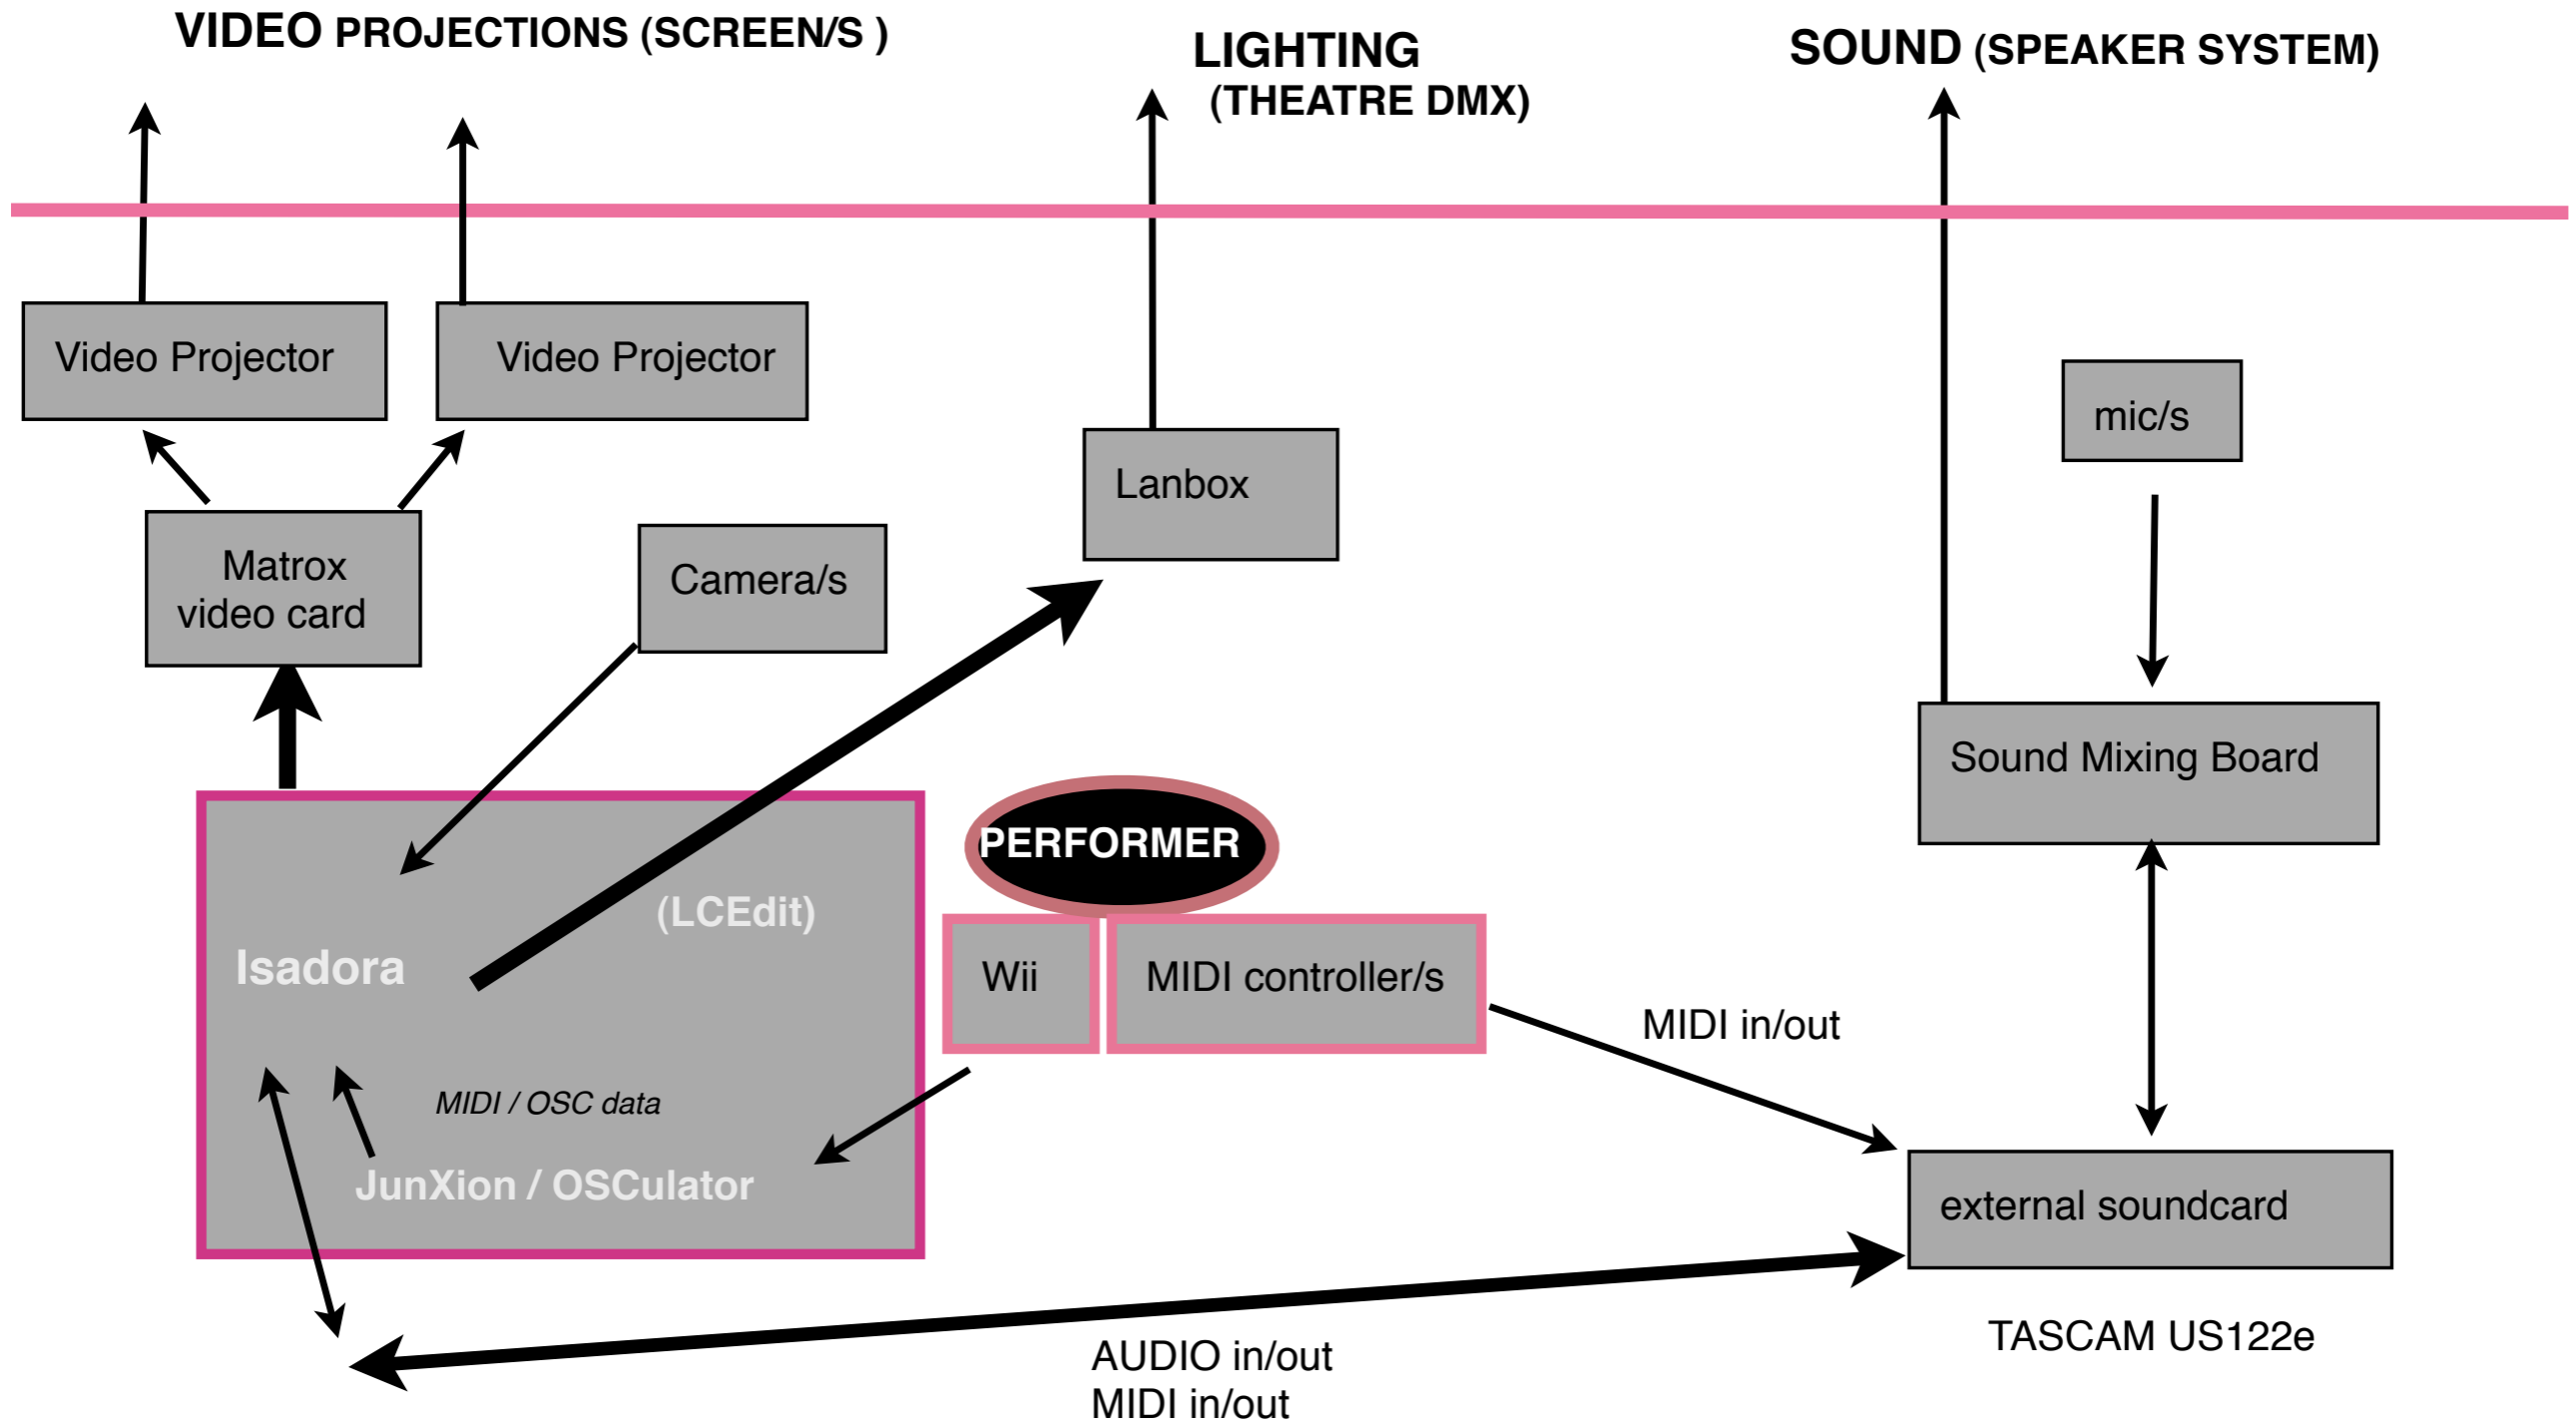 VIDEO PROJECTIONS (SCREEN/S )
LIGHTING
(THEATRE DMX)
SOUND (SPEAKER SYSTEM)
Video Projector
Video Projector
mic/s
Lanbox
Matrox
video card
Camera/s
Sound Mixing Board
PERFORMER
(LCEdit)
Isadora
Wii
MIDI controller/s
MIDI in/out
MIDI / OSC data
JunXion / OSCulator
external soundcard
TASCAM US122e
AUDIO in/out
MIDI in/out